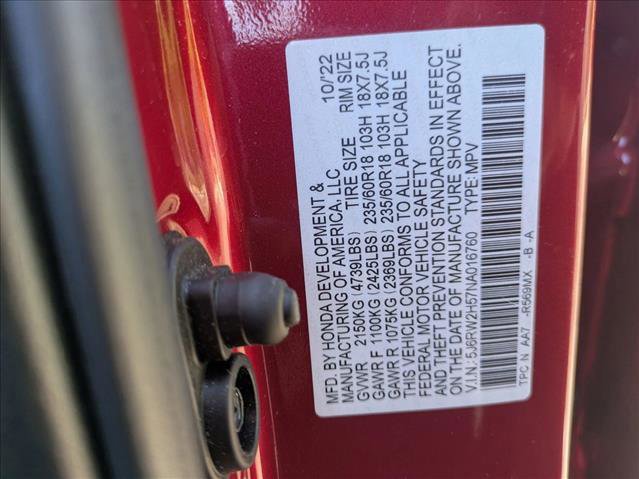 MFD. BY HONDA DEVELOPMENT &
MANUFACTURING OF AMERICA, LLC 10/'22
GVWR 2150KG (4739LBS) TIRE SIZE RIM SIZE
GAWR F 1100KG (2425LBS) 235/60R18 103H 18X7.5J
GAWR R 1075KG (2369LBS) 235/60R18 103H 18X7.5J
THIS VEHICLE CONFORMS TO ALL APPLICABLE
FEDERAL MOTOR VEHICLE SAFETY
AND THEFT PREVENTION STANDARDS IN EFFECT
ON THE DATE OF MANUFACTURE SHOWN ABOVE.
V.I.N.: 5J6RW2H57NA016760 TYPE: MPV
TPC N AA7 -R569MX -B -A